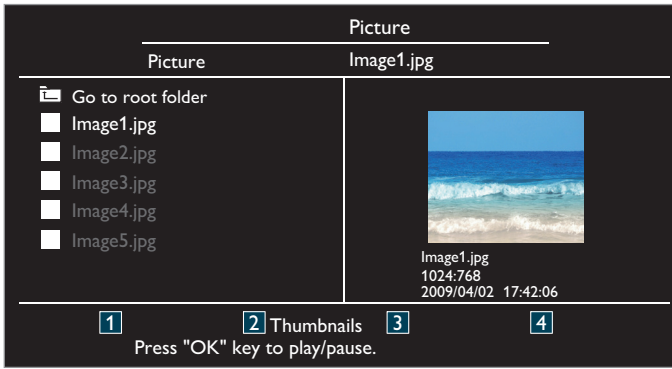 Picture
Picture Image1.jpg
Go to root folder
Image1.jpg
Image2.jpg
Image3.jpg
Image4.jpg
Image5.jpg
Image1.jpg
1024:768
2009/04/02 17:42:06
1 2 Thumbnails 3 4
Press "OK" key to play/pause.